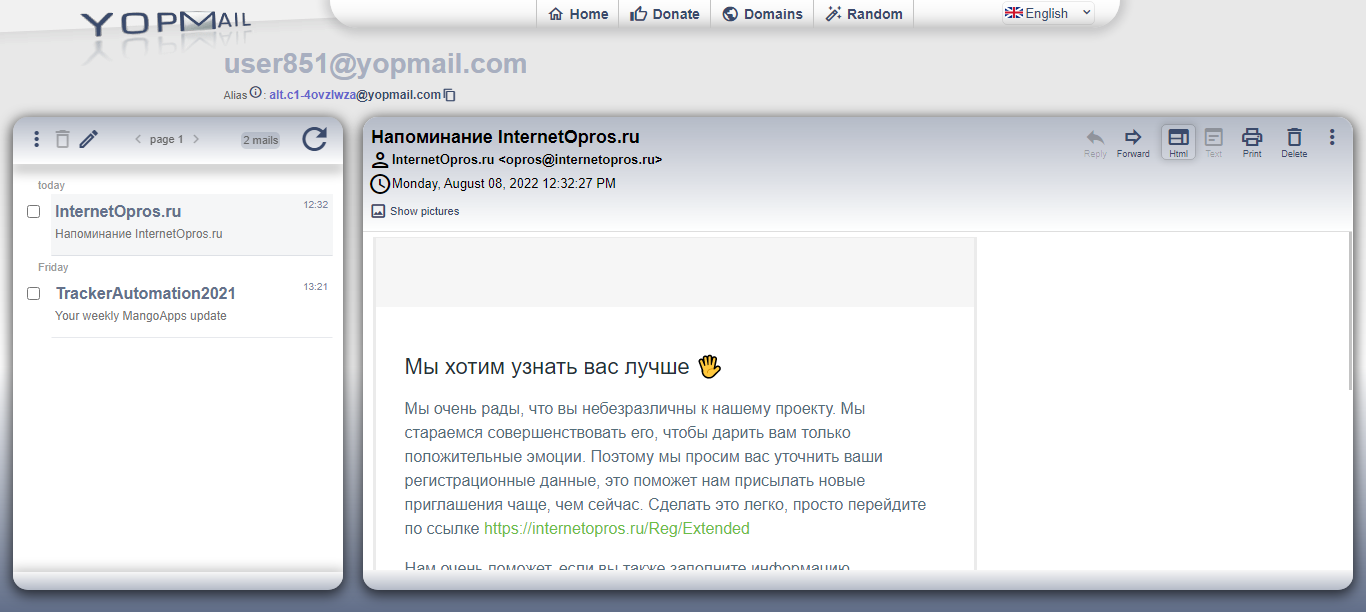 YOPMAIL
Home Donate Domains Random English
user851@yopmail.com
Alias : alt.c1-4ovzlwza@yopmail.com
page 1 2 mails
today
InternetOpros.ru 12:32
Напоминание InternetOpros.ru
Friday
TrackerAutomation2021 13:21
Your weekly MangoApps update
Напоминание InternetOpros.ru
InternetOpros.ru <opros@internetopros.ru>
Monday, August 08, 2022 12:32:27 PM
Show pictures
Reply Forward Html Text Print Delete
Мы хотим узнать вас лучше 🖐
Мы очень рады, что вы небезразличны к нашему проекту. Мы
стараемся совершенствовать его, чтобы дарить вам только
положительные эмоции. Поэтому мы просим вас уточнить ваши
регистрационные данные, это поможет нам присылать новые
приглашения чаще, чем сейчас. Сделать это легко, просто перейдите
по ссылке https://internetopros.ru/Reg/Extended
Нам очень поможет, если вы также заполните информацию